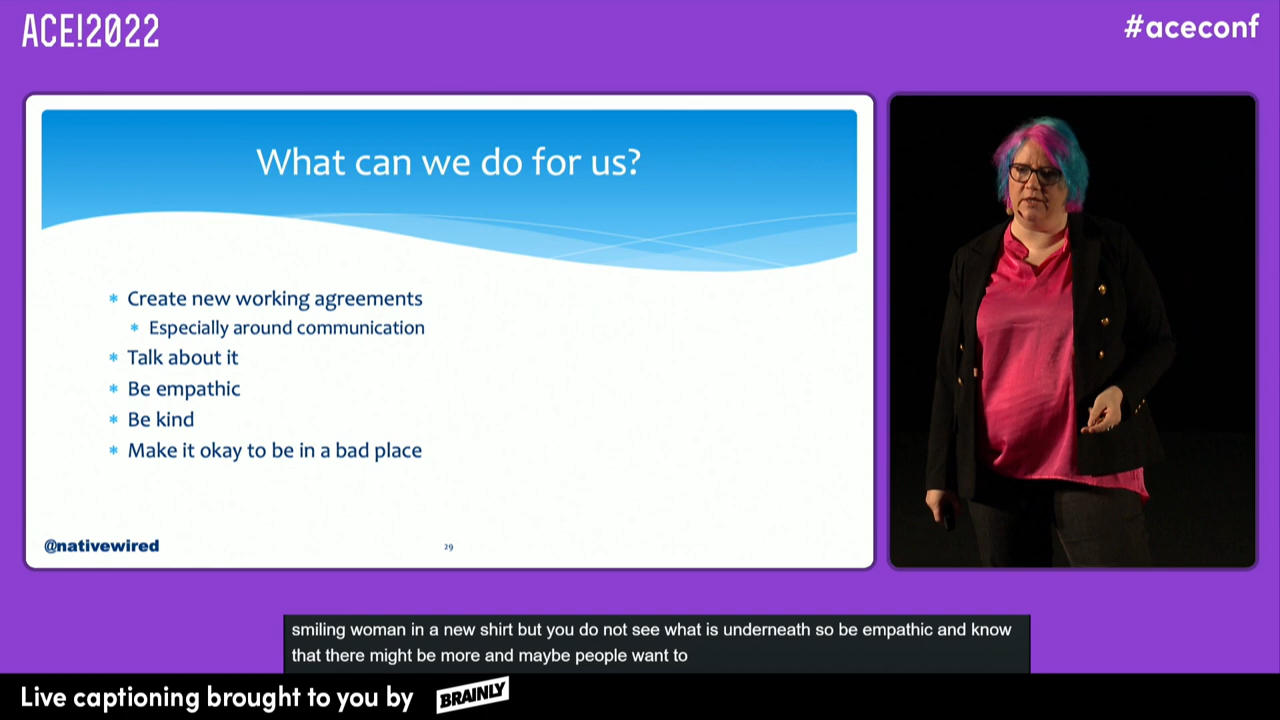 ACE!2022
#aceconf
What can we do for us?
* Create new working agreements
* Especially around communication
* Talk about it
* Be empathic
* Be kind
* Make it okay to be in a bad place
@nativewired
29
smiling woman in a new shirt but you do not see what is underneath so be empathic and know
that there might be more and maybe people want to
Live captioning brought to you by BRAINLY